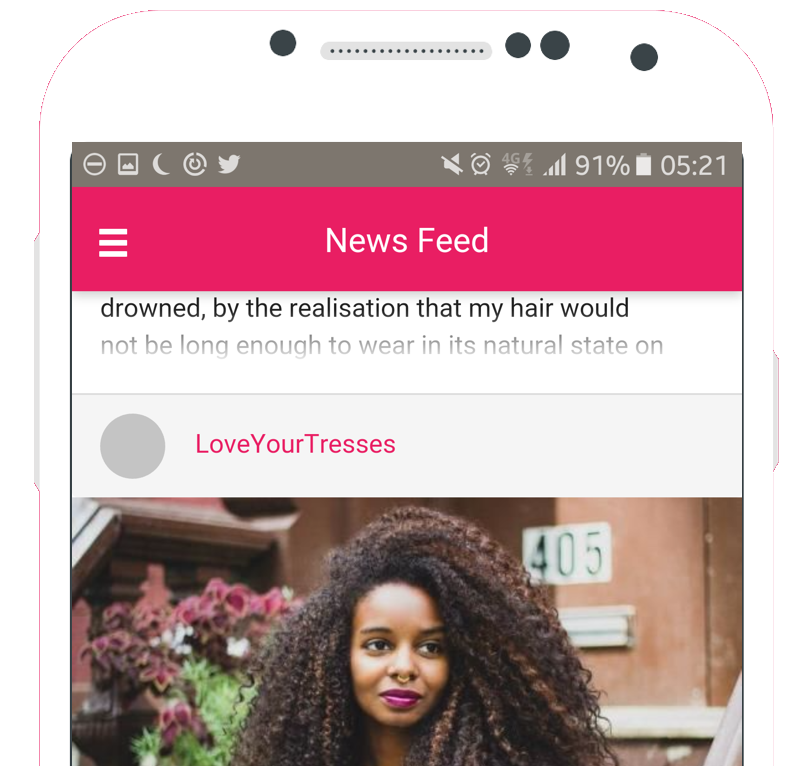 4G 91% 05:21
News Feed
drowned, by the realisation that my hair would
not be long enough to wear in its natural state on
LoveYourTresses
405